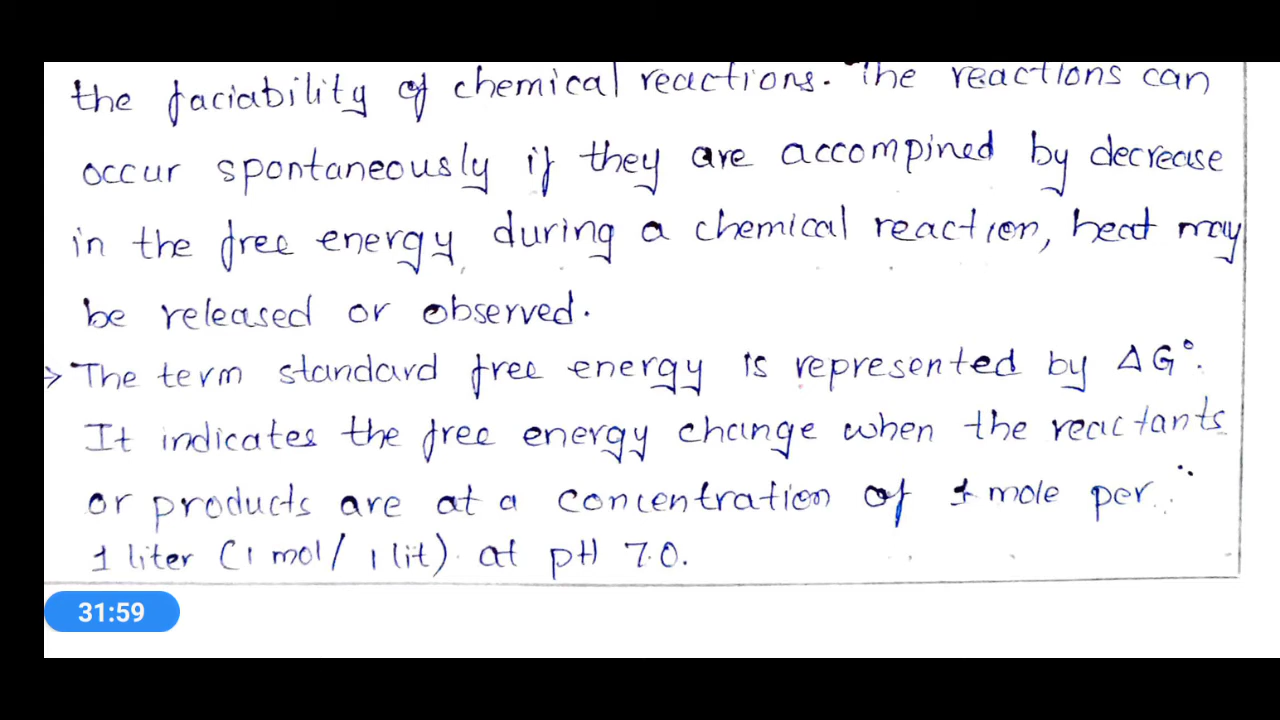 the faciability of chemical reactions. The reactions can
occur spontaneously if they are accompined by decrease
in the free energy during a chemical reaction, heat may
be released or observed.
> The term standard free energy is represented by ΔG°.
It indicates the free energy change when the reactants
or products are at a concentration of 1 mole per
1 liter (1 mol/ 1 lit) at pH 7.0.
31:59